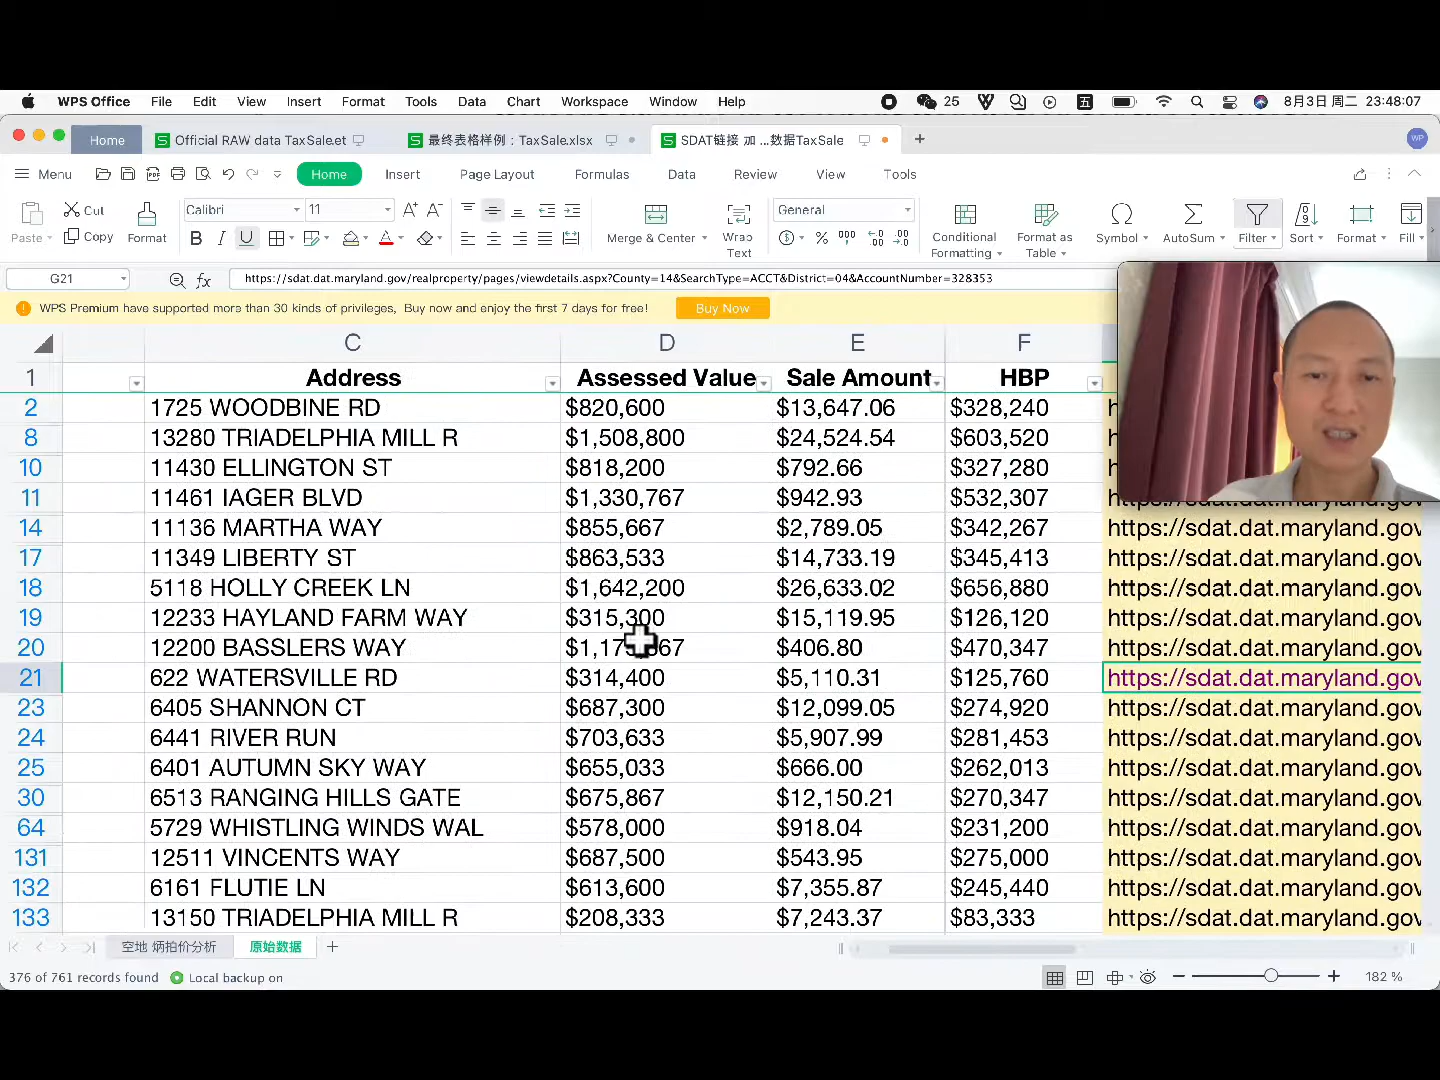 WPS Office File Edit View Insert Format Tools Data Chart Workspace Window Help 25 五 8月3日 周二 23:48:07
Home Official RAW data TaxSale.et 最终表格样例：TaxSale.xlsx SDAT链接 加 ...数据TaxSale + WP
Menu Home Insert Page Layout Formulas Data Review View Tools
Paste Cut Copy Format Calibri 11 A+ A- B I U A Merge & Center Wrap Text General % 000 Conditional Formatting Format as Table Symbol AutoSum Filter Sort Format Fill
G21 fx https://sdat.dat.maryland.gov/realproperty/pages/viewdetails.aspx?County=14&SearchType=ACCT&District=04&AccountNumber=328353
WPS Premium have supported more than 30 kinds of privileges, Buy now and enjoy the first 7 days for free! Buy Now
C D E F
1 Address Assessed Value Sale Amount HBP
2 1725 WOODBINE RD $820,600 $13,647.06 $328,240
8 13280 TRIADELPHIA MILL R $1,508,800 $24,524.54 $603,520
10 11430 ELLINGTON ST $818,200 $792.66 $327,280
11 11461 IAGER BLVD $1,330,767 $942.93 $532,307
14 11136 MARTHA WAY $855,667 $2,789.05 $342,267 https://sdat.dat.maryland.gov
17 11349 LIBERTY ST $863,533 $14,733.19 $345,413 https://sdat.dat.maryland.gov
18 5118 HOLLY CREEK LN $1,642,200 $26,633.02 $656,880 https://sdat.dat.maryland.gov
19 12233 HAYLAND FARM WAY $315,300 $15,119.95 $126,120 https://sdat.dat.maryland.gov
20 12200 BASSLERS WAY $406.80 $470,347 https://sdat.dat.maryland.gov
21 622 WATERSVILLE RD $314,400 $5,110.31 $125,760 https://sdat.dat.maryland.gov
23 6405 SHANNON CT $687,300 $12,099.05 $274,920 https://sdat.dat.maryland.gov
24 6441 RIVER RUN $703,633 $5,907.99 $281,453 https://sdat.dat.maryland.gov
25 6401 AUTUMN SKY WAY $655,033 $666.00 $262,013 https://sdat.dat.maryland.gov
30 6513 RANGING HILLS GATE $675,867 $12,150.21 $270,347 https://sdat.dat.maryland.gov
64 5729 WHISTLING WINDS WAL $578,000 $918.04 $231,200 https://sdat.dat.maryland.gov
131 12511 VINCENTS WAY $687,500 $543.95 $275,000 https://sdat.dat.maryland.gov
132 6161 FLUTIE LN $613,600 $7,355.87 $245,440 https://sdat.dat.maryland.gov
133 13150 TRIADELPHIA MILL R $208,333 $7,243.37 $83,333 https://sdat.dat.maryland.gov
空地 炳拍价分析 原始数据 +
376 of 761 records found Local backup on 182 %